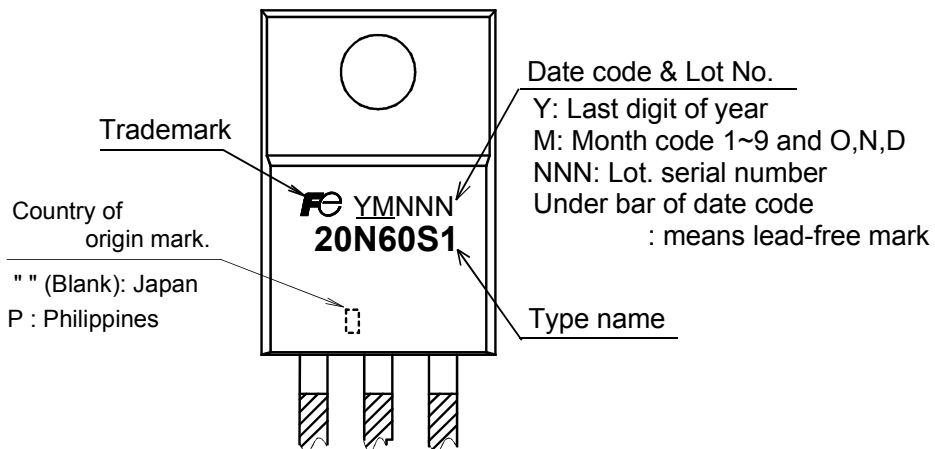 Date code & Lot No.
Y: Last digit of year
M: Month code 1~9 and O,N,D
NNN: Lot. serial number
Under bar of date code
: means lead-free mark
Trademark
Fe YMNNN
20N60S1
Country of
origin mark.
" " (Blank): Japan
P : Philippines
Type name